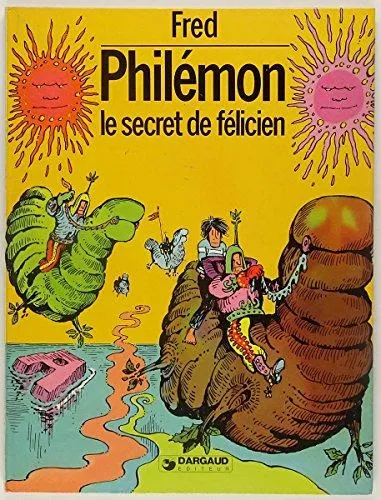 Fred
Philémon
le secret de félicien
A
DARGAUD
EDITEUR